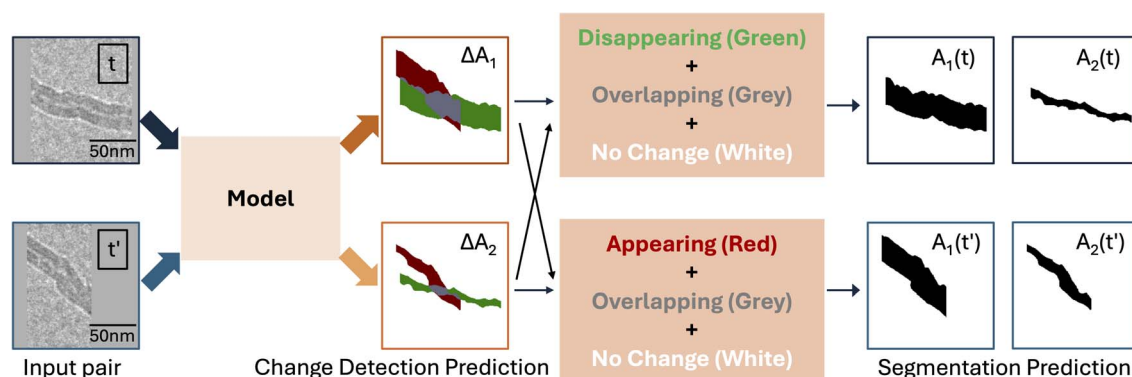 t
50nm
t'
50nm
Input pair
Model
ΔA₁
ΔA₂
Change Detection Prediction
Disappearing (Green)
+
Overlapping (Grey)
+
No Change (White)
Appearing (Red)
+
Overlapping (Grey)
+
No Change (White)
A₁(t)
A₂(t)
A₁(t')
A₂(t')
Segmentation Prediction